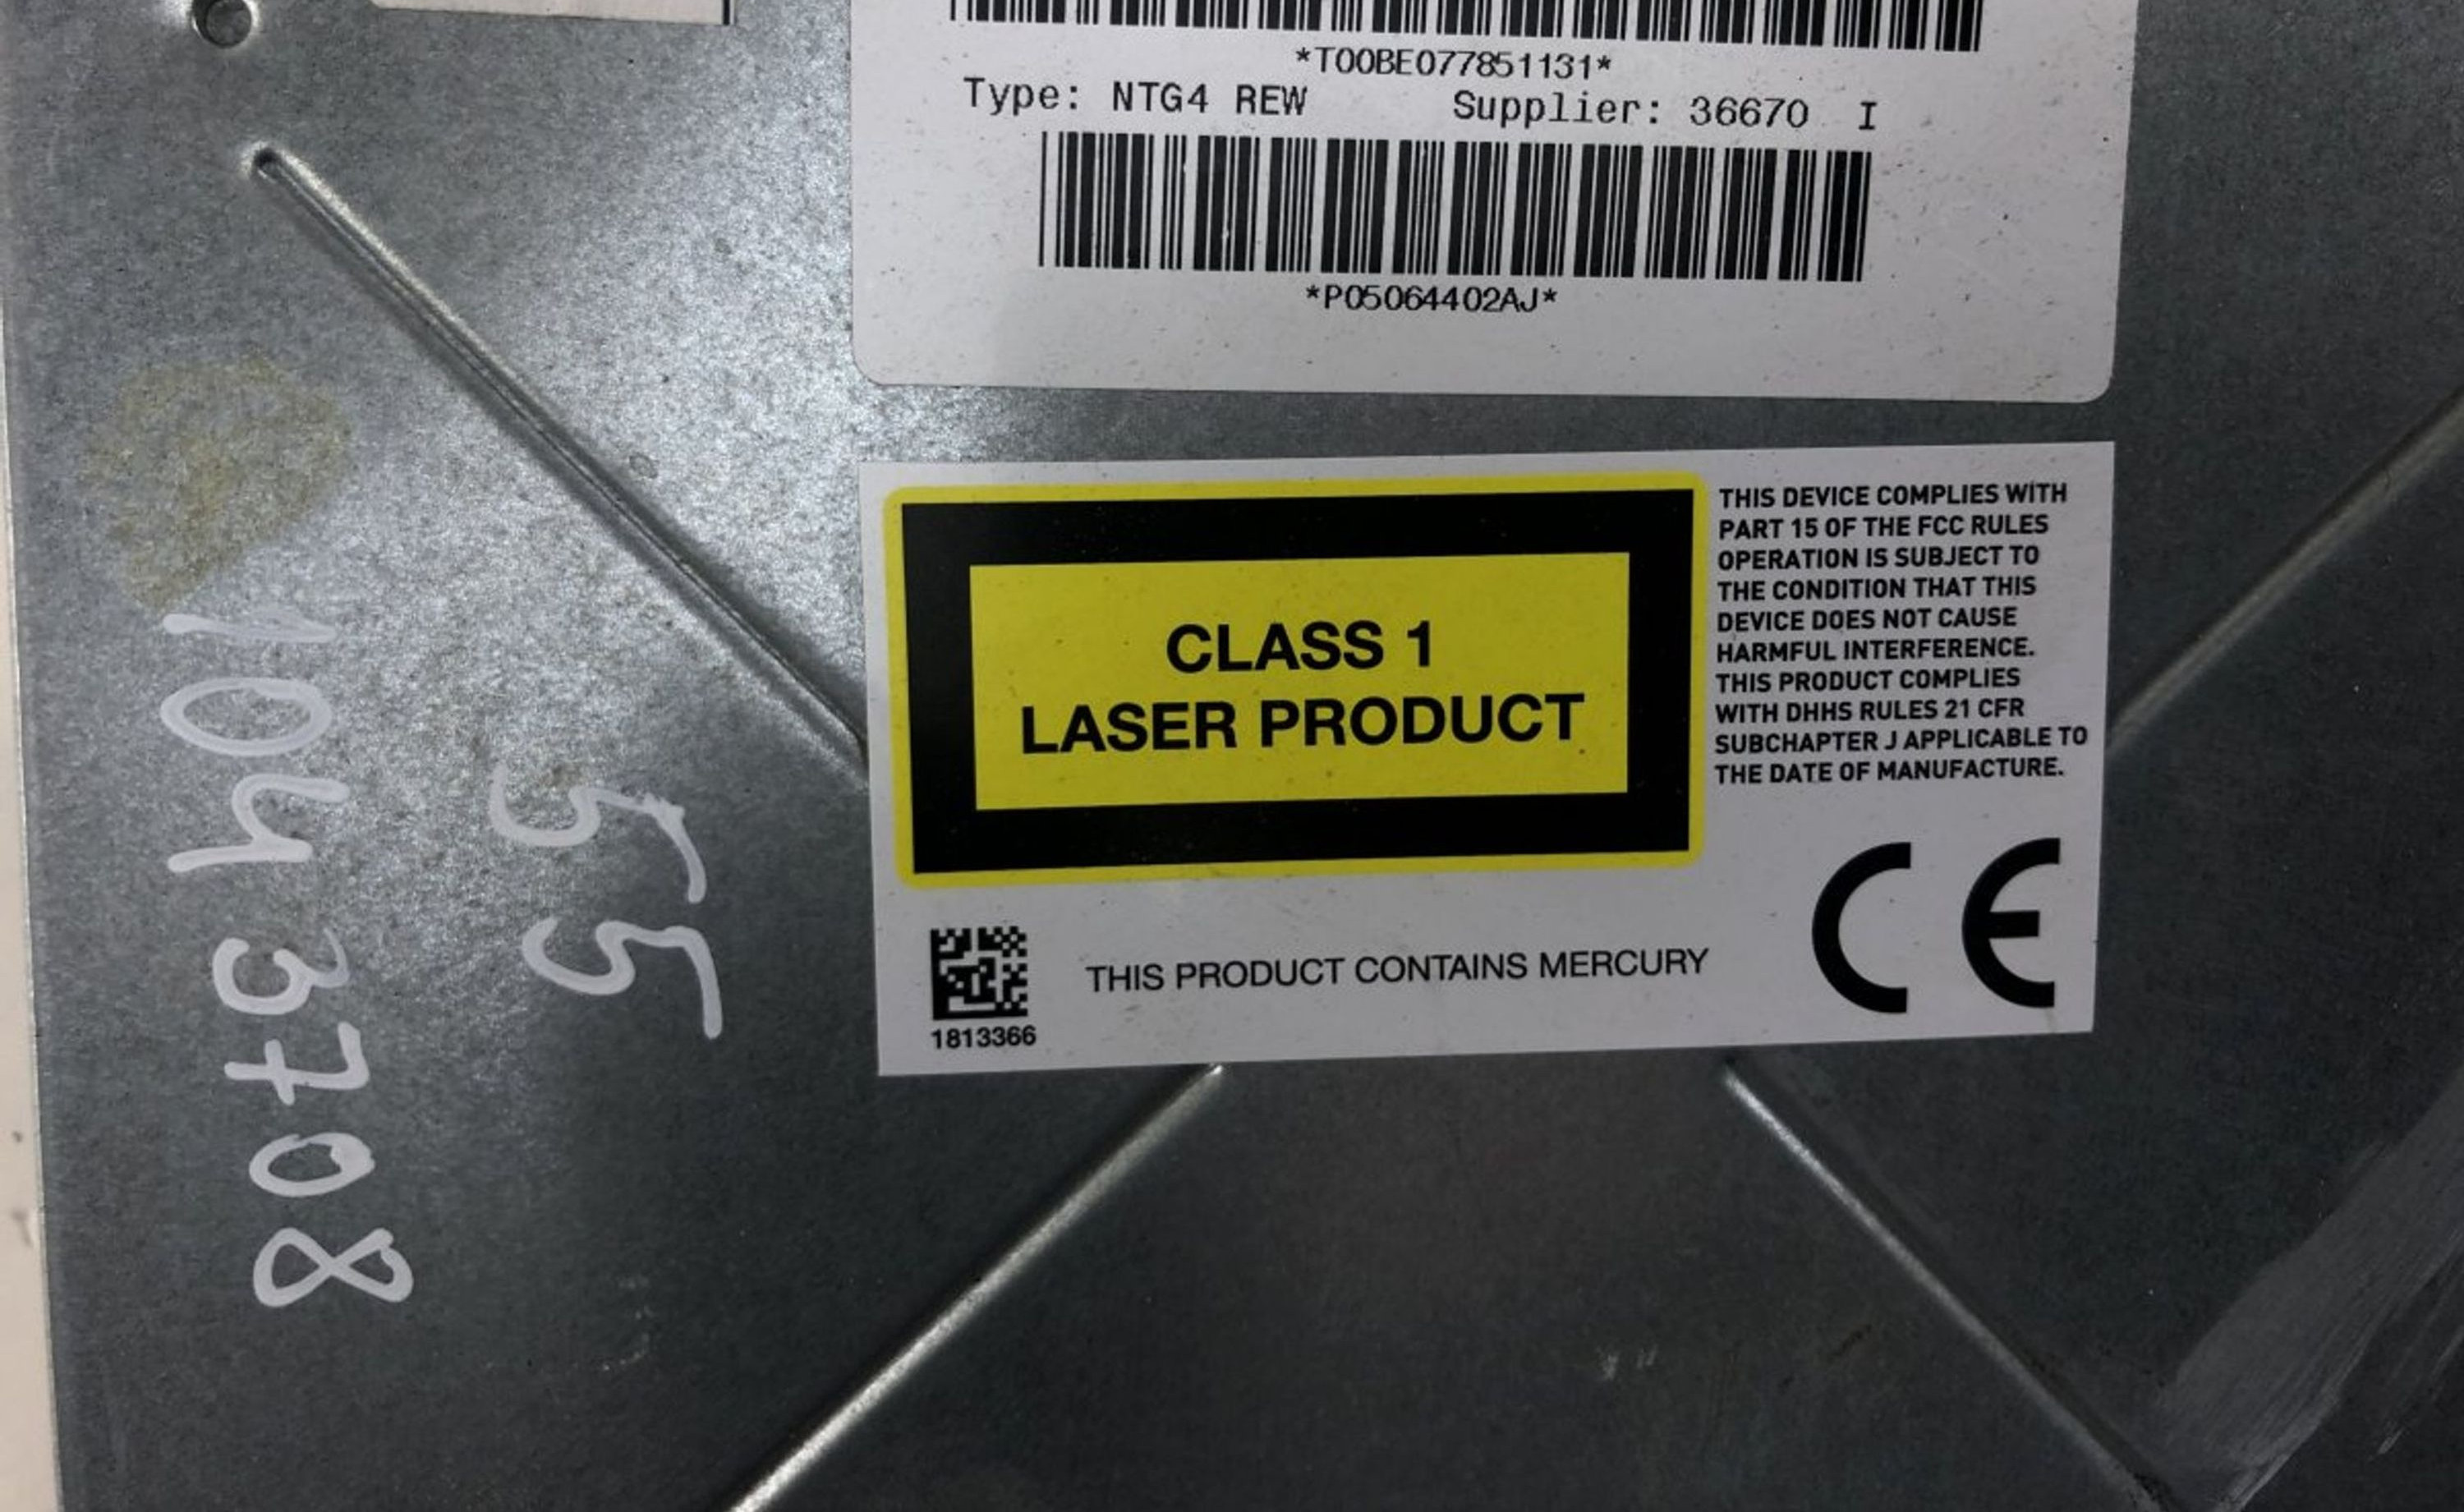 *T00BE077851131*
Type: NTG4 REW Supplier: 36670 I
*P05064402AJ*
CLASS 1
LASER PRODUCT
THIS DEVICE COMPLIES WITH
PART 15 OF THE FCC RULES
OPERATION IS SUBJECT TO
THE CONDITION THAT THIS
DEVICE DOES NOT CAUSE
HARMFUL INTERFERENCE.
THIS PRODUCT COMPLIES
WITH DHHS RULES 21 CFR
SUBCHAPTER J APPLICABLE TO
THE DATE OF MANUFACTURE.
1813366
THIS PRODUCT CONTAINS MERCURY
CE
55
1043708